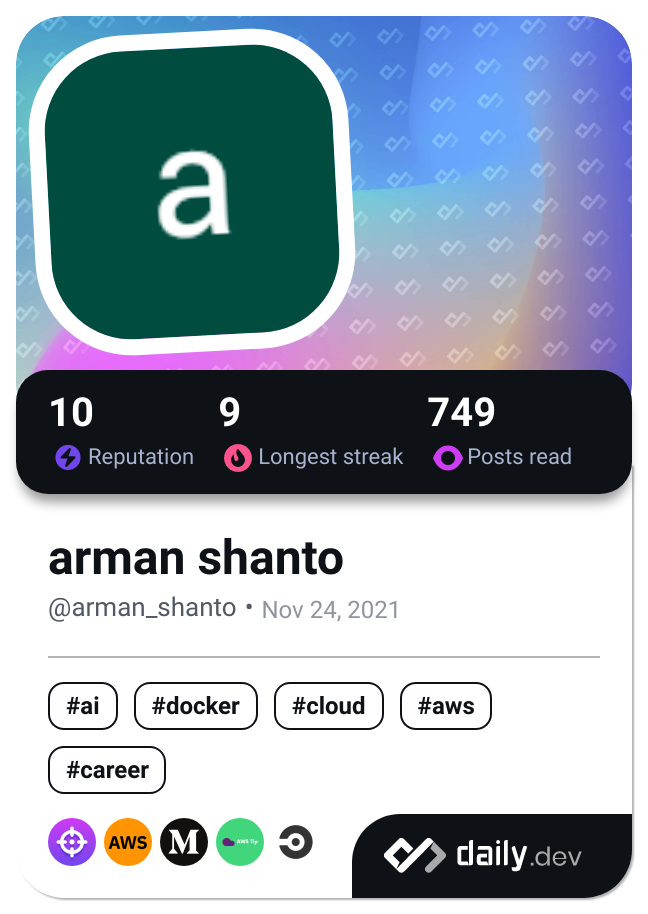 a
10 9 749
Reputation Longest streak Posts read
arman shanto
@arman_shanto • Nov 24, 2021
#ai #docker #cloud #aws
#career
AWS M AWS Tip daily.dev